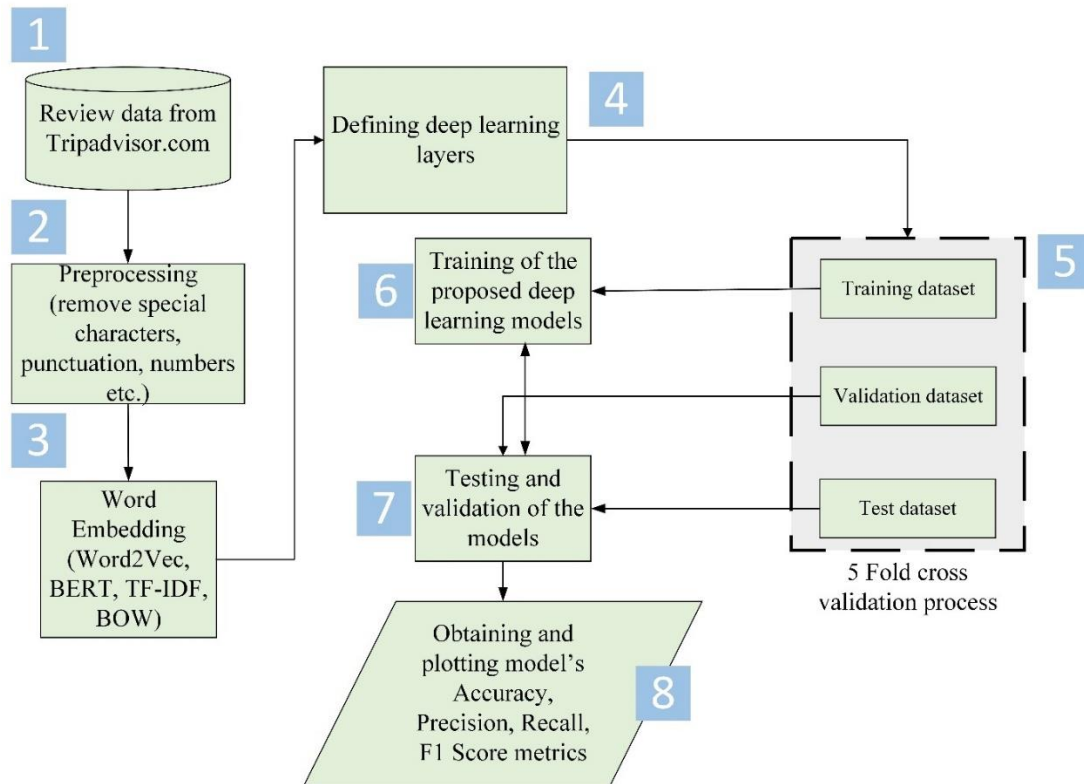 1
Review data from
Tripadvisor.com
2
Preprocessing
(remove special
characters,
punctuation, numbers
etc.)
3
Word
Embedding
(Word2Vec,
BERT, TF-IDF,
BOW)
4
Defining deep learning
layers
5
Training dataset
Validation dataset
Test dataset
5 Fold cross
validation process
6
Training of the
proposed deep
learning models
7
Testing and
validation of the
models
8
Obtaining and
plotting model’s
Accuracy,
Precision, Recall,
F1 Score metrics